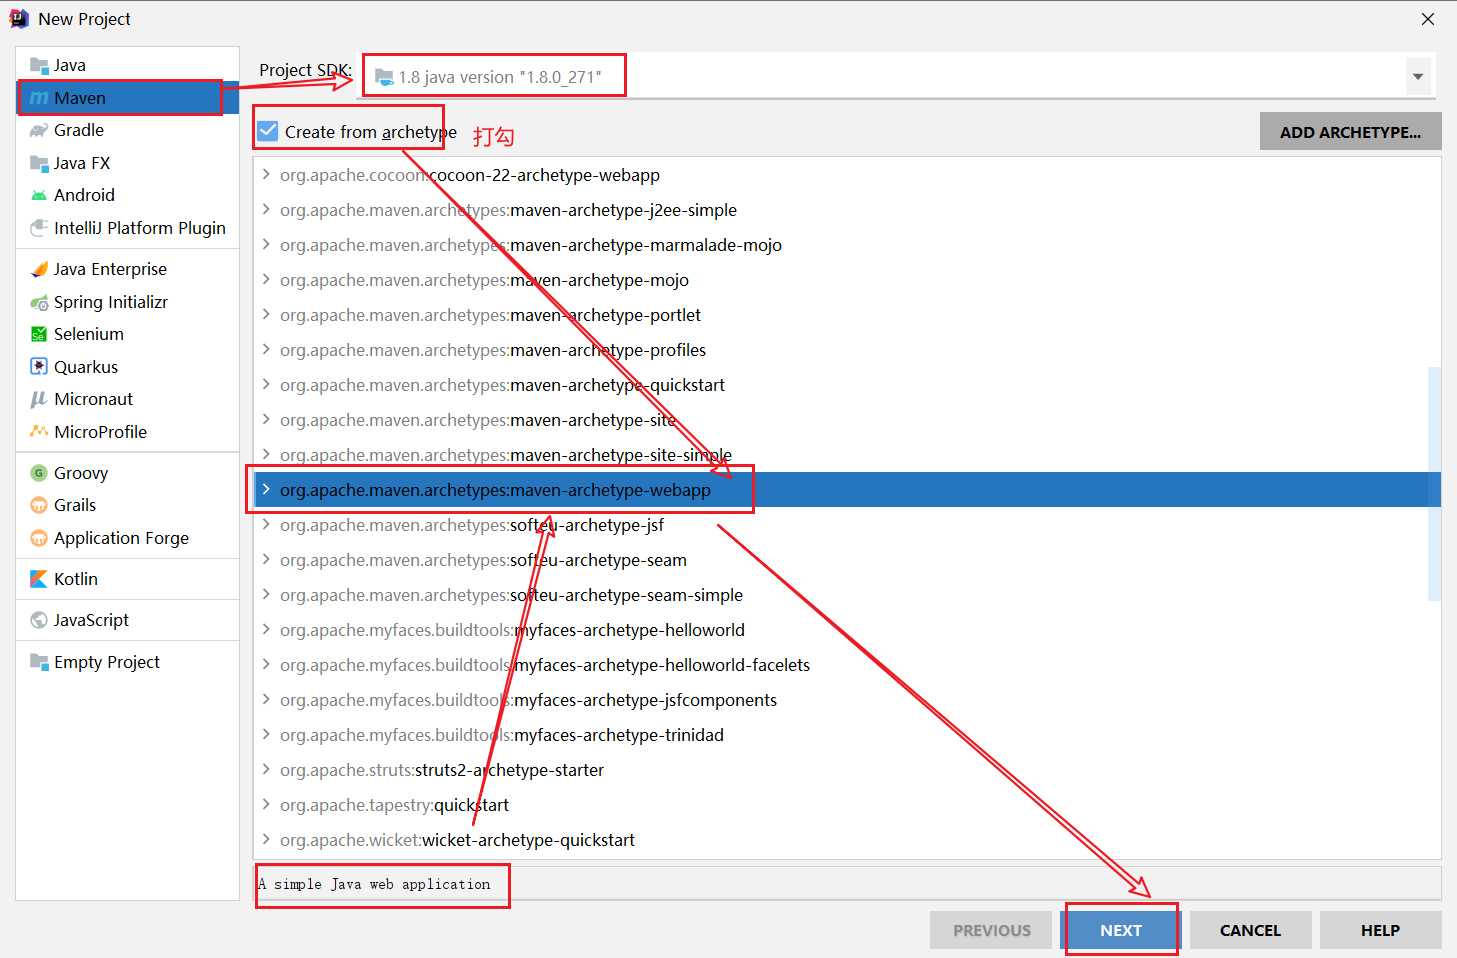 New Project
Java
Maven
Gradle
Java FX
Android
IntelliJ Platform Plugin
Java Enterprise
Spring Initializr
Selenium
Quarkus
Micronaut
MicroProfile
Groovy
Grails
Application Forge
Kotlin
JavaScript
Empty Project
Project SDK:
1.8 java version "1.8.0_271"
Create from archetype
打勾
ADD ARCHETYPE...
org.apache.cocoon:cocoon-22-archetype-webapp
org.apache.maven.archetypes:maven-archetype-j2ee-simple
org.apache.maven.archetypes:maven-archetype-marmalade-mojo
org.apache.maven.archetypes:maven-archetype-mojo
org.apache.maven.archetypes:maven-archetype-portlet
org.apache.maven.archetypes:maven-archetype-profiles
org.apache.maven.archetypes:maven-archetype-quickstart
org.apache.maven.archetypes:maven-archetype-site
org.apache.maven.archetypes:maven-archetype-site-simple
org.apache.maven.archetypes:maven-archetype-webapp
org.apache.maven.archetypes:softeu-archetype-jsf
org.apache.maven.archetypes:softeu-archetype-seam
org.apache.maven.archetypes:softeu-archetype-seam-simple
org.apache.myfaces.buildtools:myfaces-archetype-helloworld
org.apache.myfaces.buildtools:myfaces-archetype-helloworld-facelets
org.apache.myfaces.buildtools:myfaces-archetype-jsfcomponents
org.apache.myfaces.buildtools:myfaces-archetype-trinidad
org.apache.struts:struts2-archetype-starter
org.apache.tapestry:quickstart
org.apache.wicket:wicket-archetype-quickstart
A simple Java web application
PREVIOUS
NEXT
CANCEL
HELP